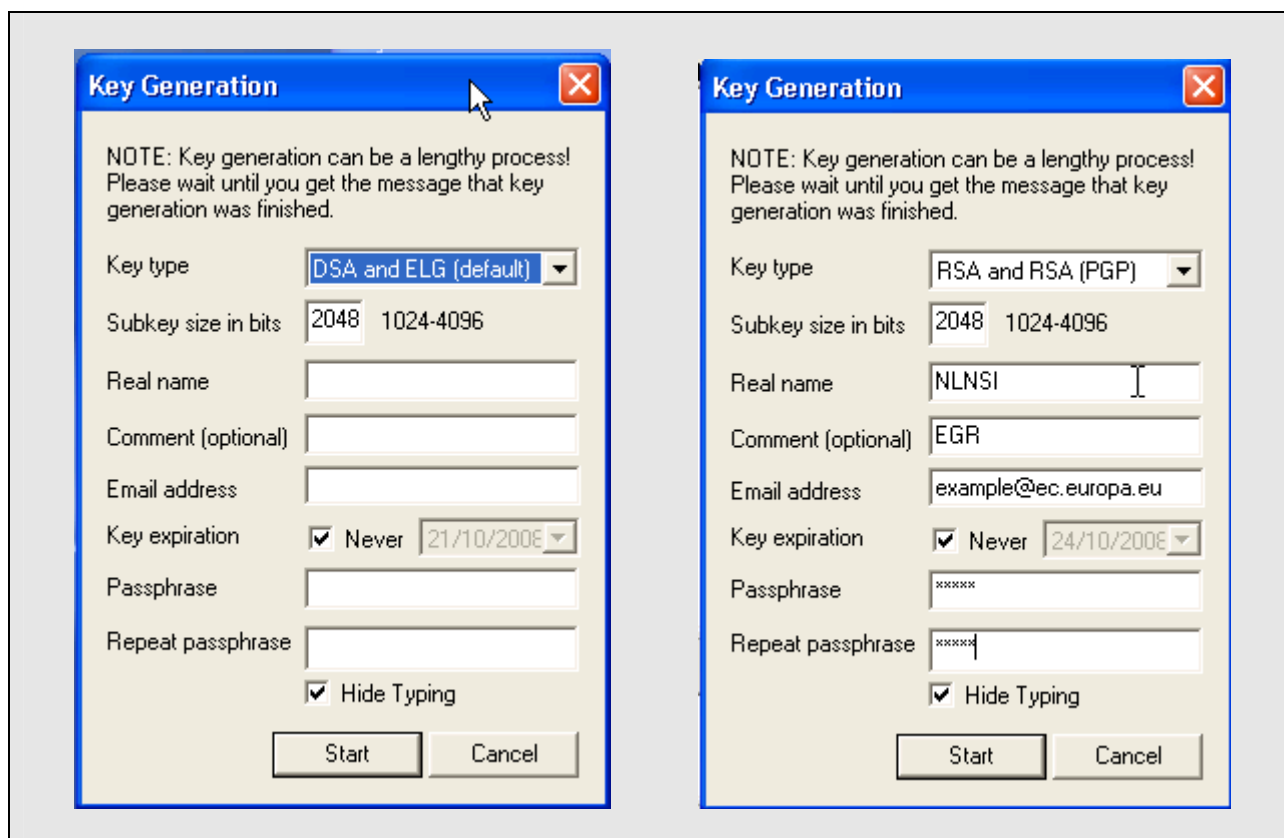 Key Generation
NOTE: Key generation can be a lengthy process!
Please wait until you get the message that key
generation was finished.
Key type DSA and ELG (default)
Subkey size in bits 2048 1024-4096
Real name
Comment (optional)
Email address
Key expiration Never 21/10/2008
Passphrase
Repeat passphrase
Hide Typing
Start Cancel
Key Generation
NOTE: Key generation can be a lengthy process!
Please wait until you get the message that key
generation was finished.
Key type RSA and RSA (PGP)
Subkey size in bits 2048 1024-4096
Real name NLNSI
Comment (optional) EGR
Email address example@ec.europa.eu
Key expiration Never 24/10/2008
Passphrase *****
Repeat passphrase *****
Hide Typing
Start Cancel